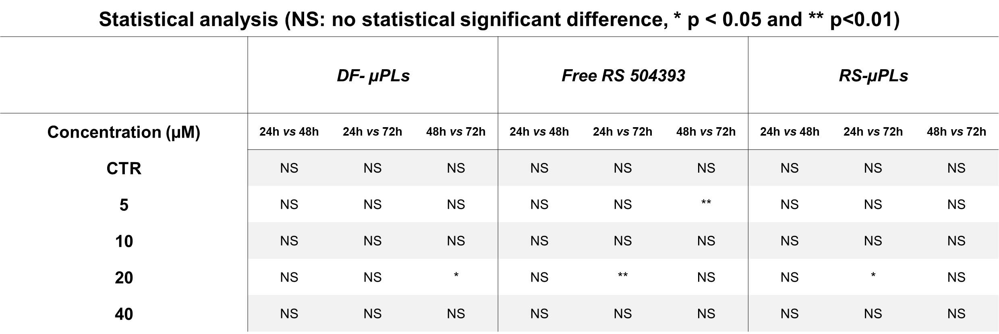 Statistical analysis (NS: no statistical significant difference, * p < 0.05 and ** p<0.01)
DF- µPLs Free RS 504393 RS-µPLs
Concentration (µM) 24h vs 48h 24h vs 72h 48h vs 72h 24h vs 48h 24h vs 72h 48h vs 72h 24h vs 48h 24h vs 72h 48h vs 72h
CTR NS NS NS NS NS NS NS NS NS
5 NS NS NS NS NS ** NS NS NS
10 NS NS NS NS NS NS NS NS NS
20 NS NS * NS ** NS NS * NS
40 NS NS NS NS NS NS NS NS NS